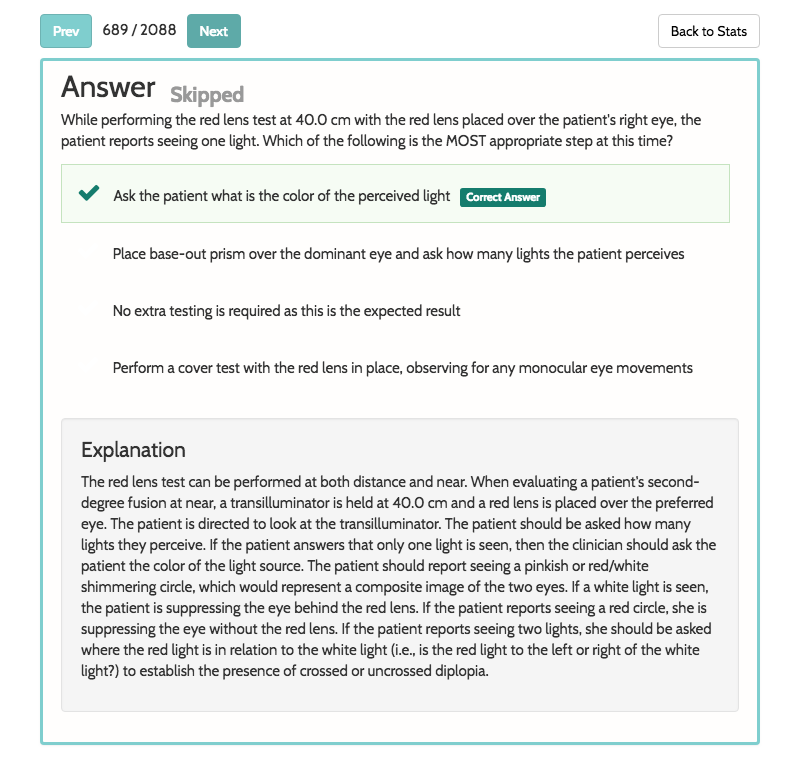 Prev 689 / 2088 Next Back to Stats
Answer Skipped
While performing the red lens test at 40.0 cm with the red lens placed over the patient's right eye, the
patient reports seeing one light. Which of the following is the MOST appropriate step at this time?
Ask the patient what is the color of the perceived light Correct Answer
Place base-out prism over the dominant eye and ask how many lights the patient perceives
No extra testing is required as this is the expected result
Perform a cover test with the red lens in place, observing for any monocular eye movements
Explanation
The red lens test can be performed at both distance and near. When evaluating a patient's second-
degree fusion at near, a transilluminator is held at 40.0 cm and a red lens is placed over the preferred
eye. The patient is directed to look at the transilluminator. The patient should be asked how many
lights they perceive. If the patient answers that only one light is seen, then the clinician should ask the
patient the color of the light source. The patient should report seeing a pinkish or red/white
shimmering circle, which would represent a composite image of the two eyes. If a white light is seen,
the patient is suppressing the eye behind the red lens. If the patient reports seeing a red circle, she is
suppressing the eye without the red lens. If the patient reports seeing two lights, she should be asked
where the red light is in relation to the white light (i.e., is the red light to the left or right of the white
light?) to establish the presence of crossed or uncrossed diplopia.